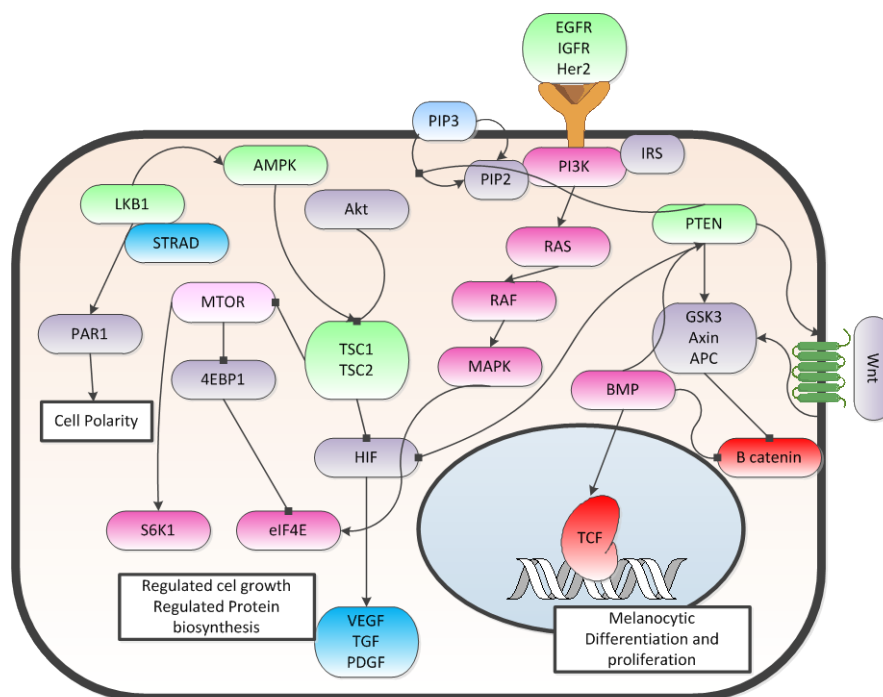 EGFR
IGFR
Her2
PIP3
IRS
PI3K
PIP2
AMPK
LKB1
STRAD
Akt
PTEN
RAS
MTOR
RAF
GSK3
Axin
APC
PAR1
TSC1
TSC2
4EBP1
MAPK
BMP
Wnt
Cell Polarity
HIF
B catenin
S6K1
eIF4E
TCF
Regulated cel growth
Regulated Protein
biosynthesis
VEGF
TGF
PDGF
Melanocytic
Differentiation and
proliferation